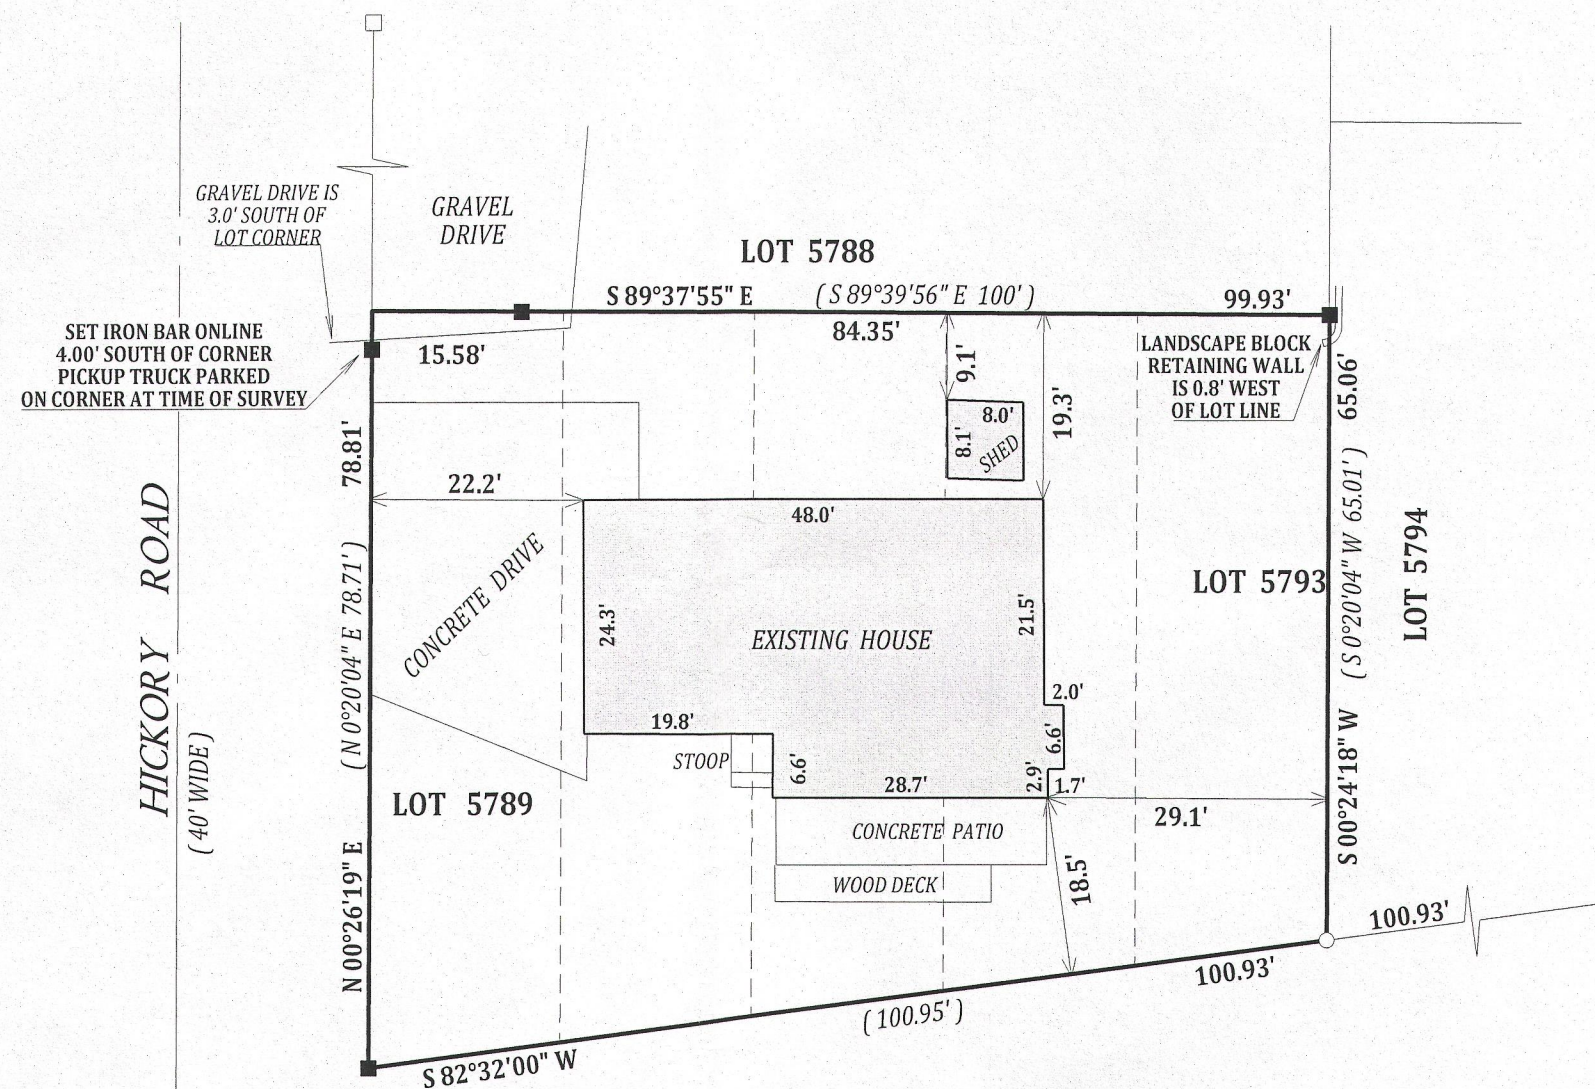 GRAVEL DRIVE IS
3.0' SOUTH OF
LOT CORNER
GRAVEL
DRIVE
LOT 5788
S 89°37'55" E
( S 89°39'56" E 100' )
99.93'
SET IRON BAR ONLINE
4.00' SOUTH OF CORNER
PICKUP TRUCK PARKED
ON CORNER AT TIME OF SURVEY
15.58'
84.35'
9.1'
19.3'
LANDSCAPE BLOCK
RETAINING WALL
IS 0.8' WEST
OF LOT LINE
65.06'
8.0'
8.1'
SHED
78.81'
22.2'
48.0'
HICKORY ROAD
( 40' WIDE )
( N 0°20'04" E 78.71' )
CONCRETE DRIVE
24.3'
EXISTING HOUSE
21.5'
LOT 5793
( S 0°20'04" W 65.01' )
LOT 5794
2.0'
6.6'
19.8'
STOOP
6.6'
28.7'
2.9'
1.7'
LOT 5789
29.1'
S 00°24'18" W
CONCRETE PATIO
WOOD DECK
18.5'
N 00°26'19" E
100.93'
100.93'
( 100.95' )
S 82°32'00" W